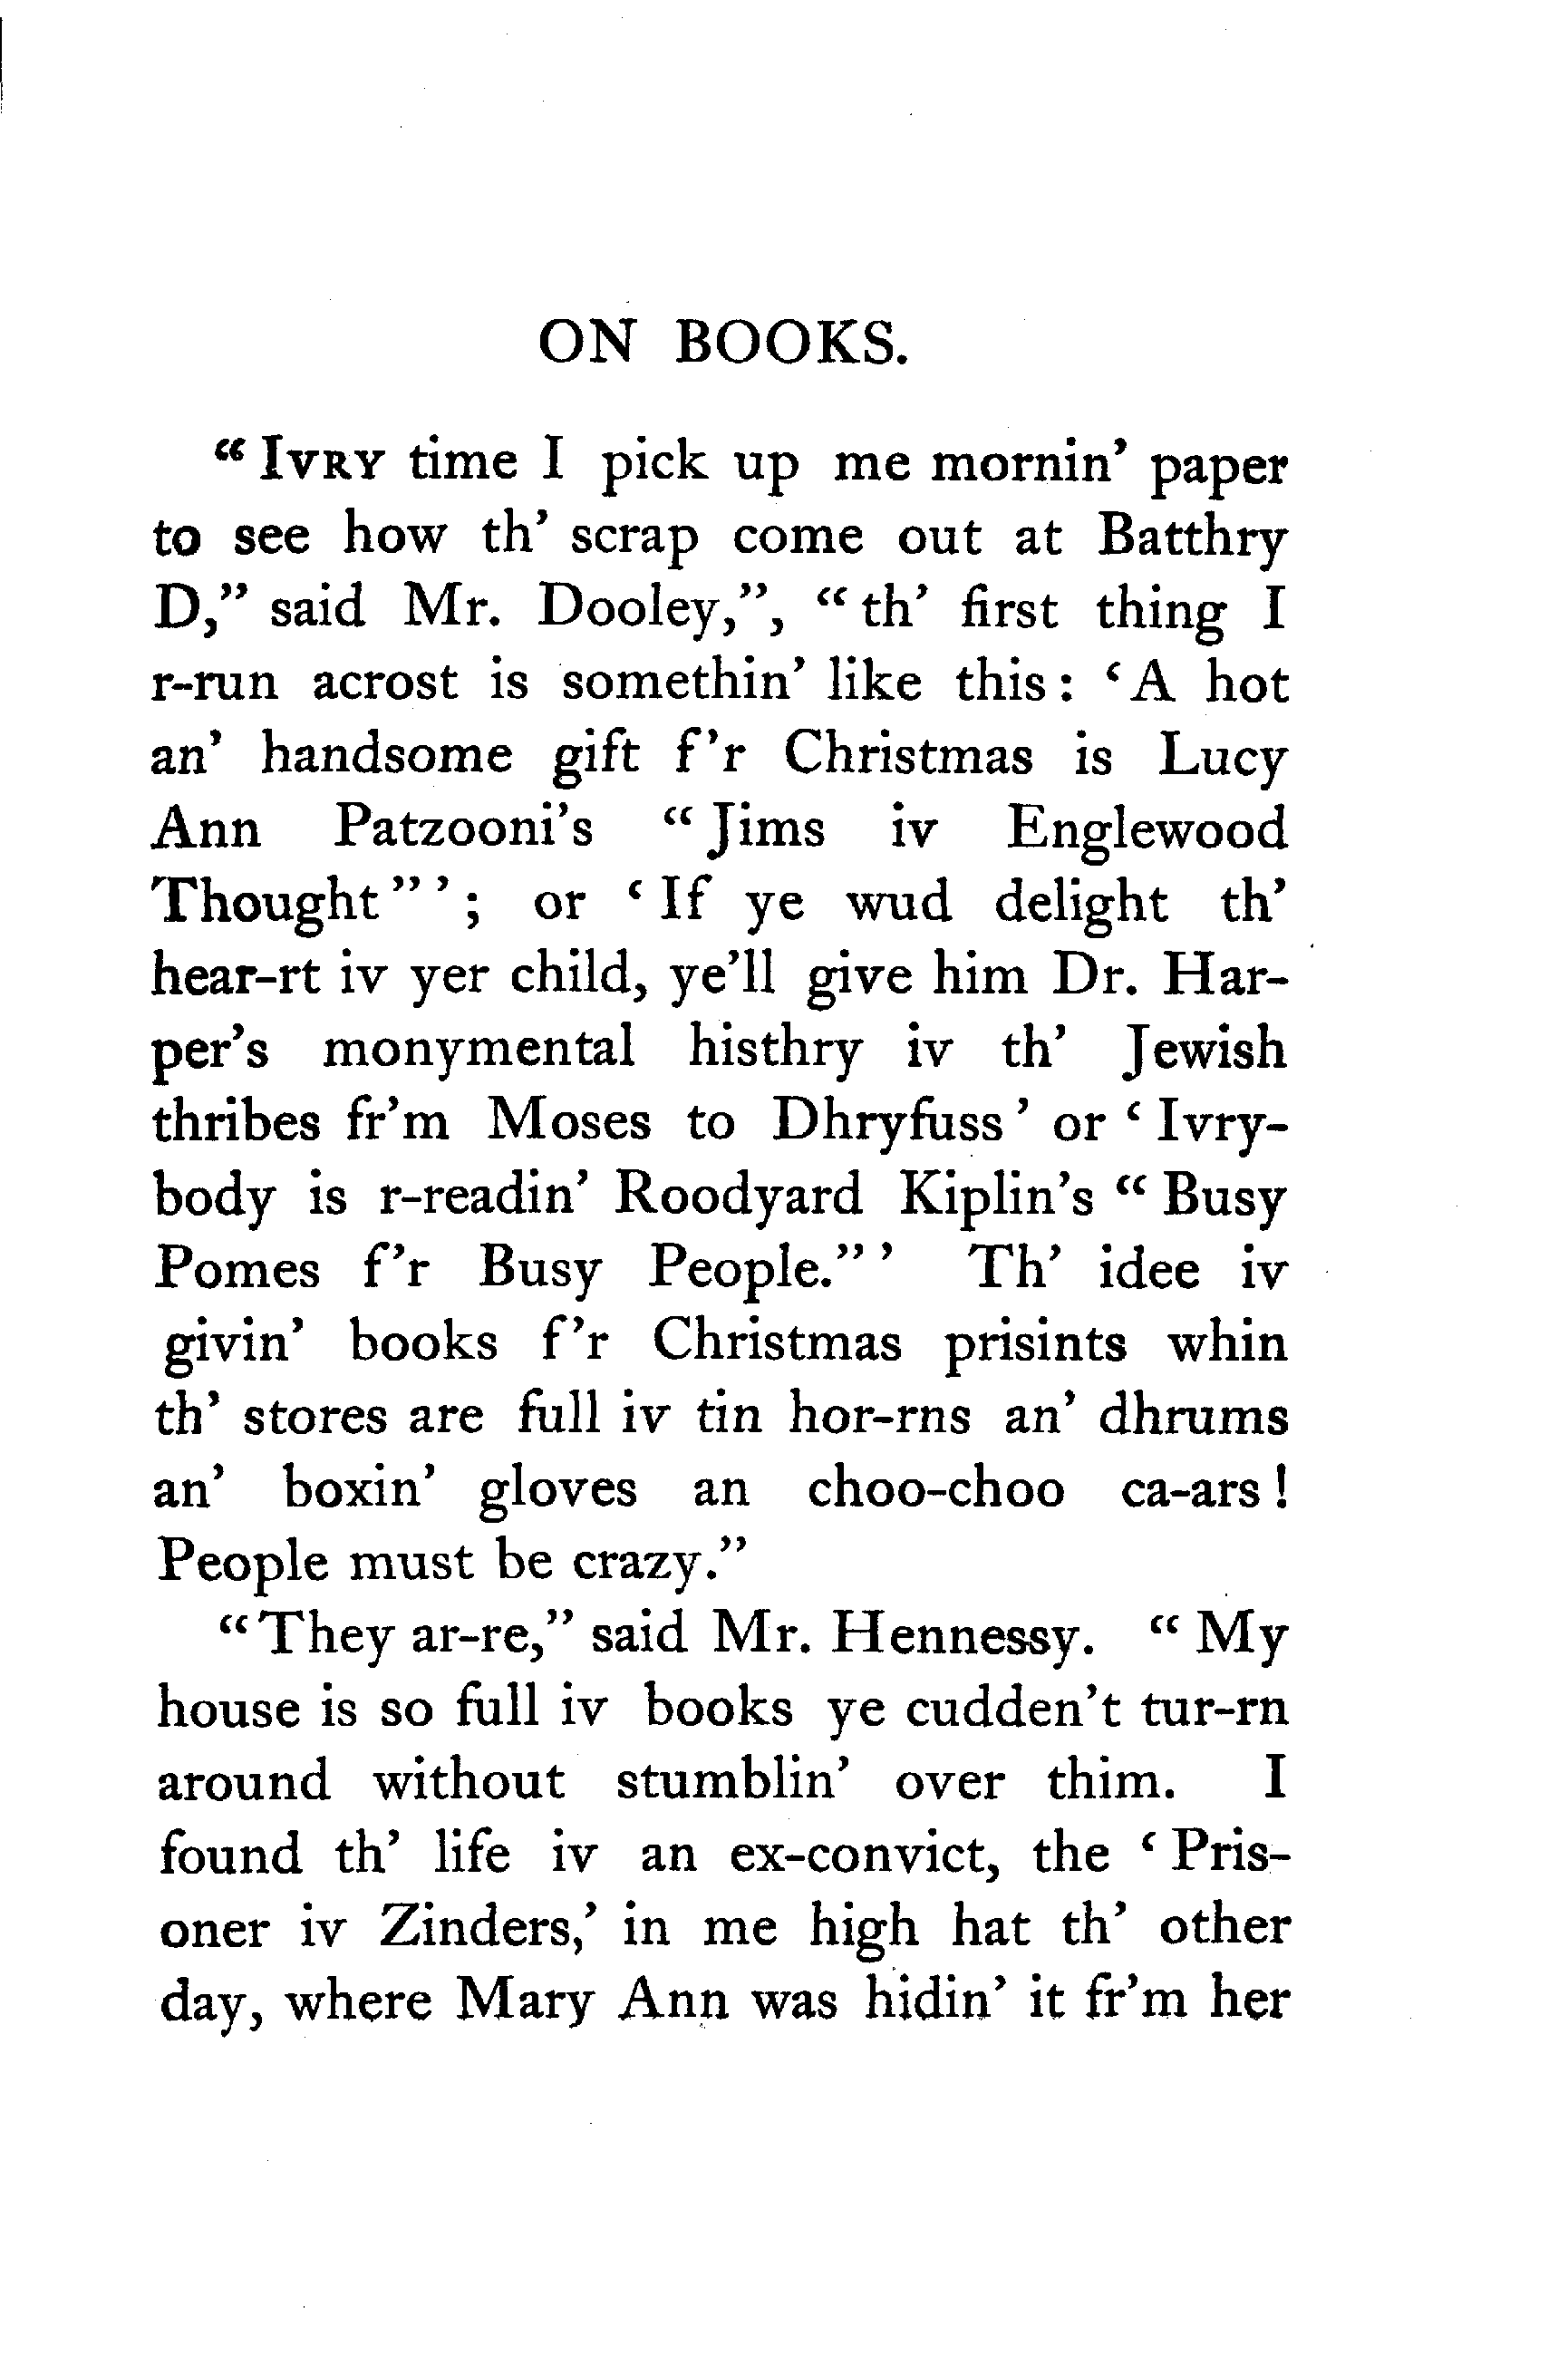 ON BOOKS.
“ IVRY time I pick up me mornin’ paper
to see how th’ scrap come out at Batthry
D,” said Mr. Dooley,”, “ th’ first thing I
r-run acrost is somethin’ like this : ‘ A hot
an’ handsome gift f’r Christmas is Lucy
Ann Patzooni’s “ Jims iv Englewood
Thought ” ’ ; or ‘ If ye wud delight th’
hear-rt iv yer child, ye’ll give him Dr. Har-
per’s monymental histhry iv th’ Jewish
thribes fr’m Moses to Dhryfuss ’ or ‘ Ivry-
body is r-readin’ Roodyard Kiplin’s “ Busy
Pomes f’r Busy People.” ’ Th’ idee iv
givin’ books f’r Christmas prisints whin
th’ stores are full iv tin hor-rns an’ dhrums
an’ boxin’ gloves an choo-choo ca-ars !
People must be crazy.”
“ They ar-re,” said Mr. Hennessy. “ My
house is so full iv books ye cudden’t tur-rn
around without stumblin’ over thim. I
found th’ life iv an ex-convict, the ‘ Pris-
oner iv Zinders,’ in me high hat th’ other
day, where Mary Ann was hidin’ it fr’m her